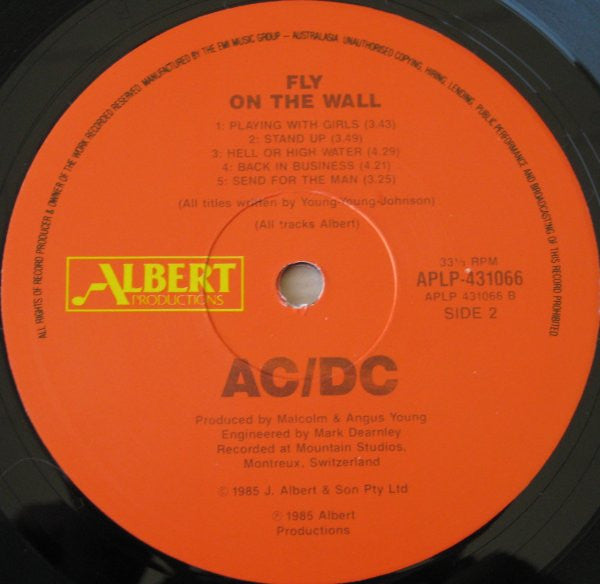 ALL RIGHTS OF RECORD PRODUCER & OWNER OF THE WORK RECORDED RESERVED. MANUFACTURED BY THE EMI MUSIC GROUP – AUSTRALASIA UNAUTHORISED COPYING, HIRING, LENDING, PUBLIC PERFORMANCE AND BROADCASTING OF THIS RECORD PROHIBITED
FLY
ON THE WALL
1: PLAYING WITH GIRLS (3.43)
2: STAND UP (3.49)
3: HELL OR HIGH WATER (4.29)
4: BACK IN BUSINESS (4.21)
5: SEND FOR THE MAN (3.25)
(All titles written by Young-Young-Johnson)
(All tracks Albert)
ALBERT
PRODUCTIONS
33⅓ RPM
APLP-431066
APLP 431066 B
SIDE 2
AC/DC
Produced by Malcolm & Angus Young
Engineered by Mark Dearnley
Recorded at Mountain Studios,
Montreux, Switzerland
© 1985 J. Albert & Son Pty Ltd
℗ 1985 Albert
Productions